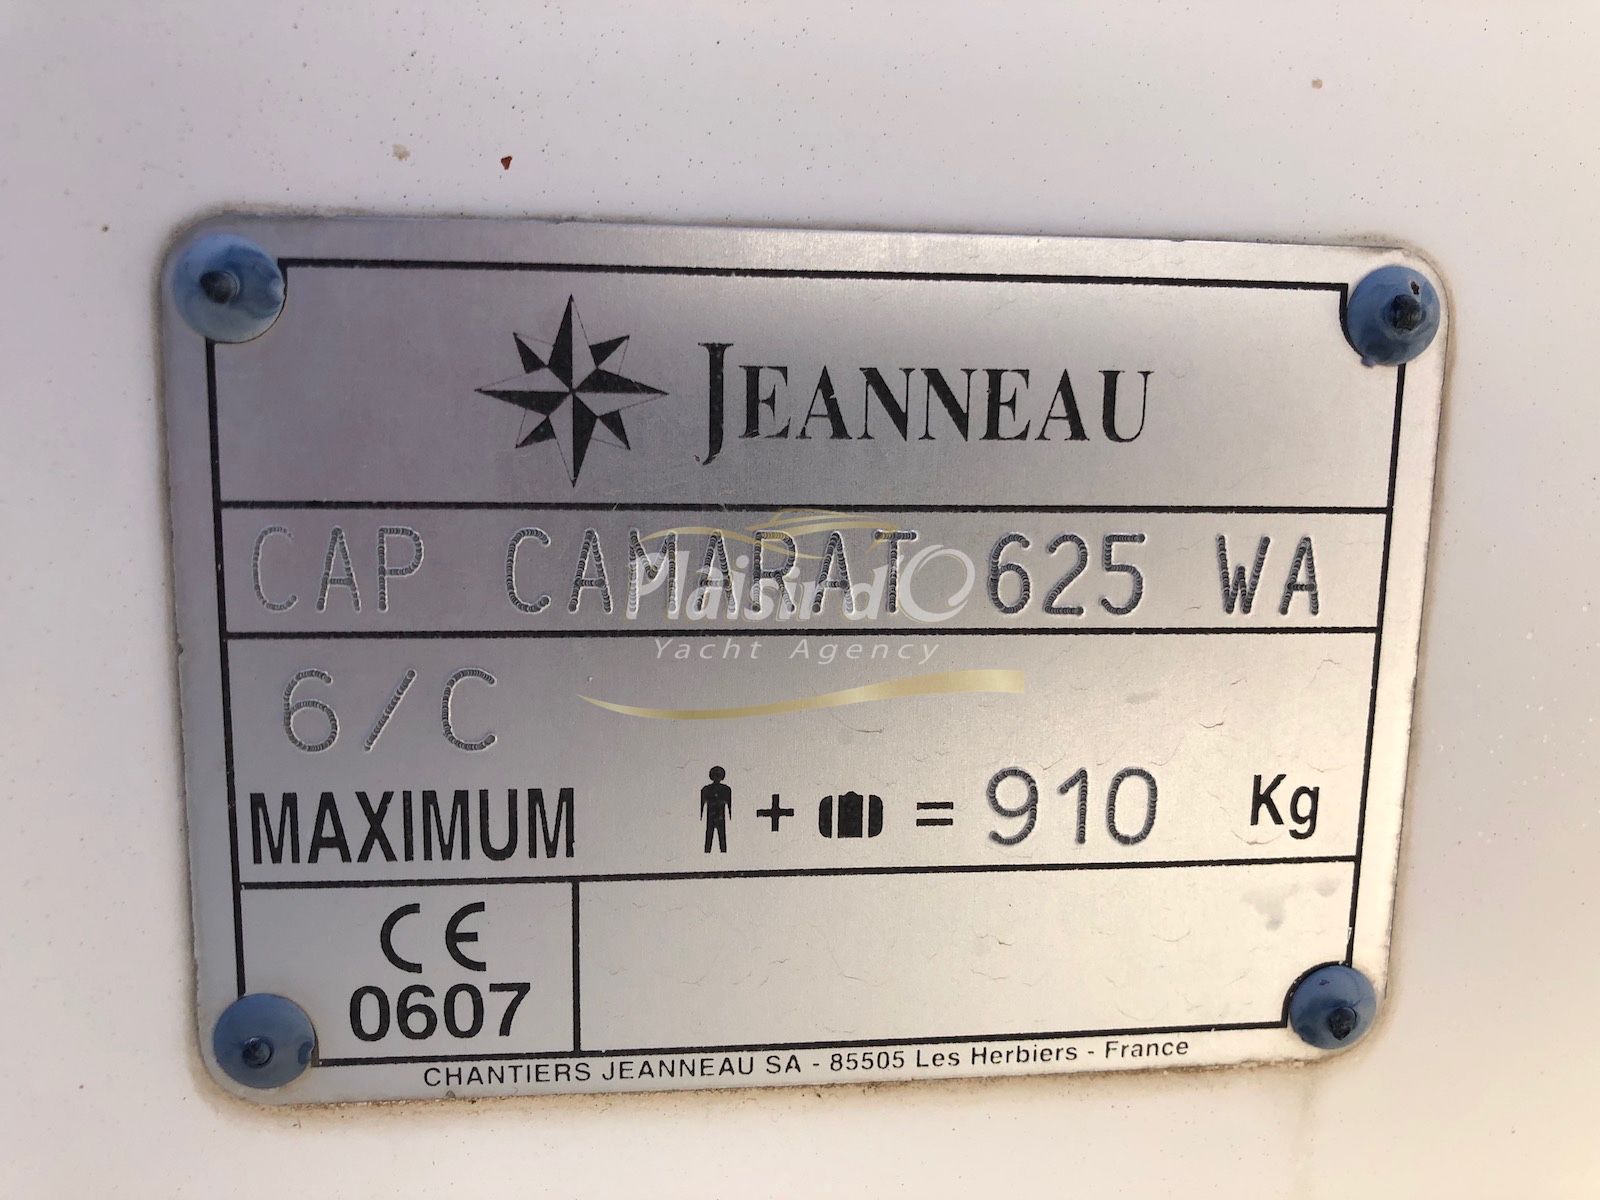 JEANNEAU
CAP CAMARAT 625 WA
Plaisird'O
Yacht Agency
6/C
MAXIMUM + = 910 Kg
CE
0607
CHANTIERS JEANNEAU SA - 85505 Les Herbiers - France